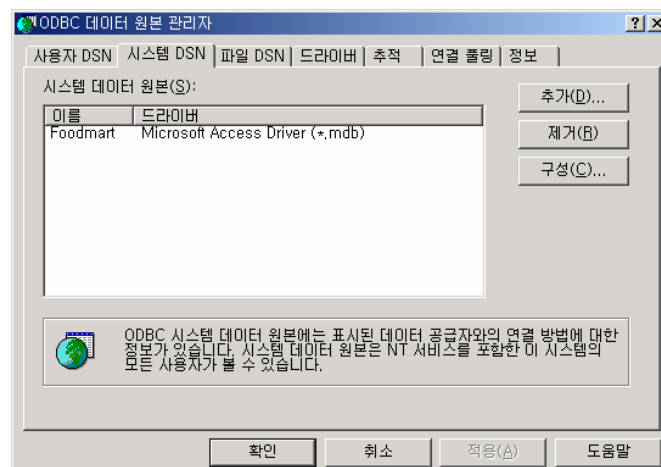 ODBC 데이터 원본 관리자
사용자 DSN 시스템 DSN 파일 DSN 드라이버 추적 연결 풀링 정보
시스템 데이터 원본(S):
추가(D)...
이름 드라이버
Foodmart Microsoft Access Driver (*.mdb)
제거(R)
구성(C)...
ODBC 시스템 데이터 원본에는 표시된 데이터 공급자와의 연결 방법에 대한
정보가 있습니다. 시스템 데이터 원본은 NT 서비스를 포함한 이 시스템의
모든 사용자가 볼 수 있습니다.
확인 취소 적용(A) 도움말